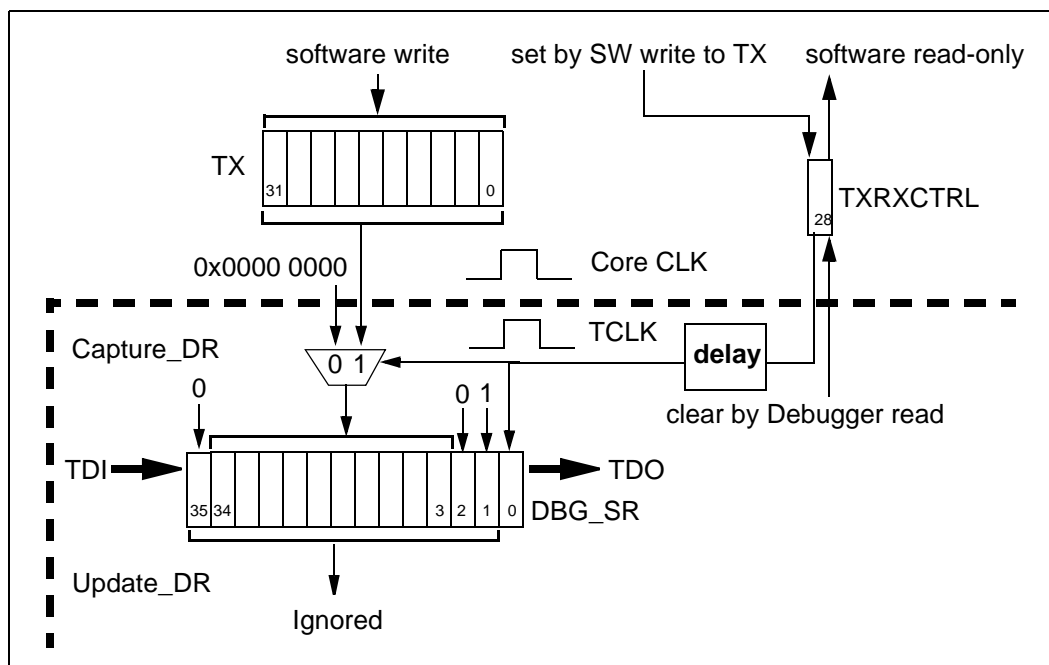 software write
set by SW write to TX
software read-only
TX
31
0
TXRXCTRL
28
0x0000 0000
Core CLK
TCLK
Capture_DR
0 1
delay
0
0 1
clear by Debugger read
TDI
TDO
35
34
3
2
1
0
DBG_SR
Update_DR
Ignored